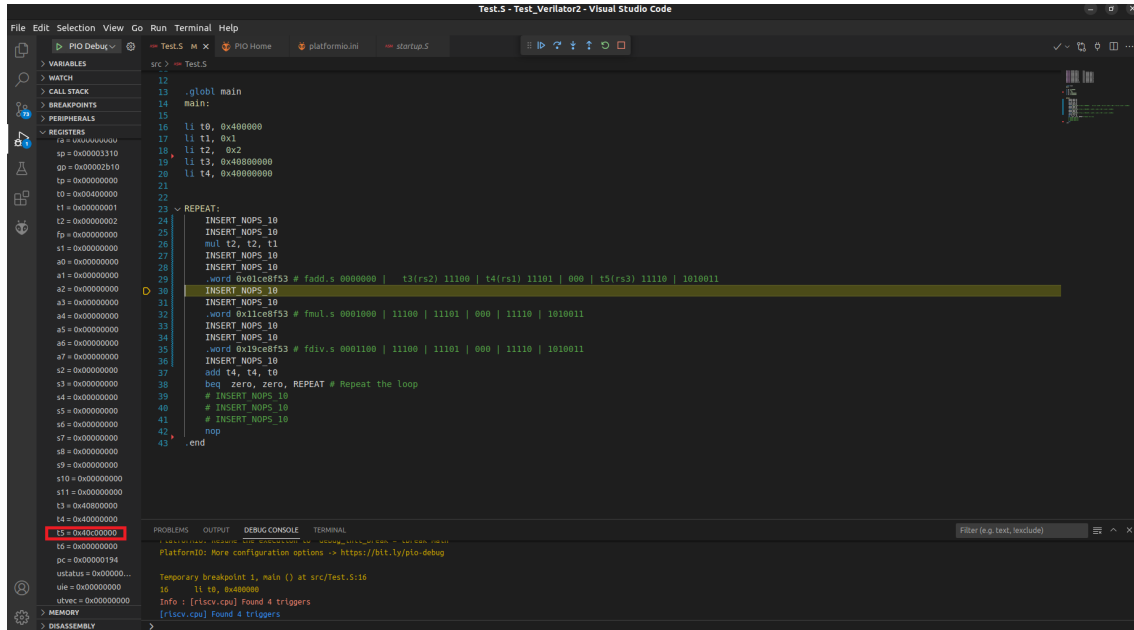 Test.S - Test_Verilator2 - Visual Studio Code
File Edit Selection View Go Run Terminal Help
PIO Debug Test.S M PIO Home platformio.ini startup.S
VARIABLES
src > Test.S
WATCH
CALL STACK
BREAKPOINTS
PERIPHERALS
REGISTERS
sp = 0x00003310
gp = 0x00002b10
tp = 0x00000000
t0 = 0x00400000
t1 = 0x00000001
t2 = 0x00000002
fp = 0x00000000
s1 = 0x00000000
a0 = 0x00000000
a1 = 0x00000000
a2 = 0x00000000
a3 = 0x00000000
a4 = 0x00000000
a5 = 0x00000000
a6 = 0x00000000
a7 = 0x00000000
s2 = 0x00000000
s3 = 0x00000000
s4 = 0x00000000
s5 = 0x00000000
s6 = 0x00000000
s7 = 0x00000000
s8 = 0x00000000
s9 = 0x00000000
s10 = 0x00000000
s11 = 0x00000000
t3 = 0x40800000
t4 = 0x40000000
t5 = 0x40c00000
t6 = 0x00000000
pc = 0x00000194
ustatus = 0x00000...
uie = 0x00000000
utvec = 0x00000000
MEMORY
DISASSEMBLY
73
1
12
13 .globl main
14 main:
15
16 li t0, 0x400000
17 li t1, 0x1
18 li t2, 0x2
19 li t3, 0x40800000
20 li t4, 0x40000000
21
22
23 REPEAT:
24 INSERT_NOPS_10
25 INSERT_NOPS_10
26 mul t2, t2, t1
27 INSERT_NOPS_10
28 INSERT_NOPS_10
29 .word 0x01ce8f53 # fadd.s 0000000 | t3(rs2) 11100 | t4(rs1) 11101 | 000 | t5(rs3) 11110 | 1010011
30 INSERT_NOPS_10
31 INSERT_NOPS_10
32 .word 0x11ce8f53 # fmul.s 0001000 | 11100 | 11101 | 000 | 11110 | 1010011
33 INSERT_NOPS_10
34 INSERT_NOPS_10
35 .word 0x19ce8f53 # fdiv.s 0001100 | 11100 | 11101 | 000 | 11110 | 1010011
36 INSERT_NOPS_10
37 add t4, t4, t0
38 beq zero, zero, REPEAT # Repeat the loop
39 # INSERT_NOPS_10
40 # INSERT_NOPS_10
41 # INSERT_NOPS_10
42 nop
43 .end
PROBLEMS OUTPUT DEBUG CONSOLE TERMINAL
Filter (e.g. text, !exclude)
PlatformIO: More configuration options -> https://bit.ly/pio-debug
Temporary breakpoint 1, main () at src/Test.S:16
16 li t0, 0x400000
Info : [riscv.cpu] Found 4 triggers
[riscv.cpu] Found 4 triggers
>